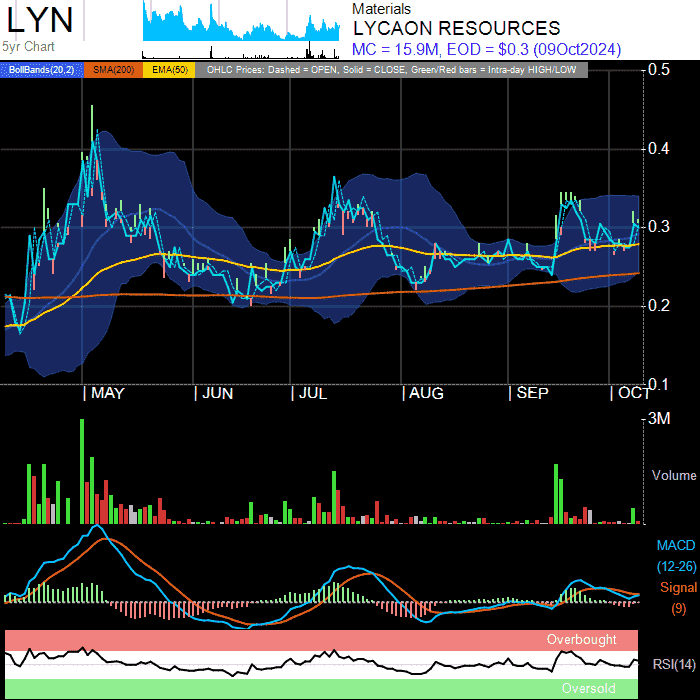 LYN
5yr Chart
Materials
LYCAON RESOURCES
MC = 15.9M, EOD = $0.3 (09Oct2024)
BollBands(20,2) SMA(200) EMA(50) OHLC Prices: Dashed = OPEN, Solid = CLOSE, Green/Red bars = Intra-day HIGH/LOW
0.5
0.4
0.3
0.2
0.1
MAY JUN JUL AUG SEP OCT
3M
Volume
MACD
(12-26)
Signal
(9)
Overbought
RSI(14)
Oversold